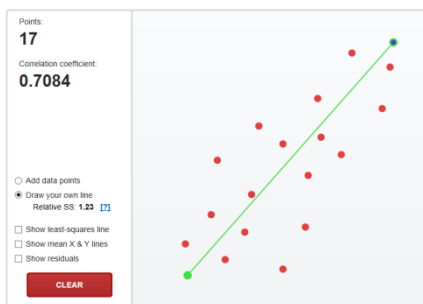 Points:
17
Correlation coefficient:
0.7084
Add data points
Draw your own line
Relative SS: 1.23 [?]
Show least-squares line
Show mean X & Y lines
Show residuals
CLEAR